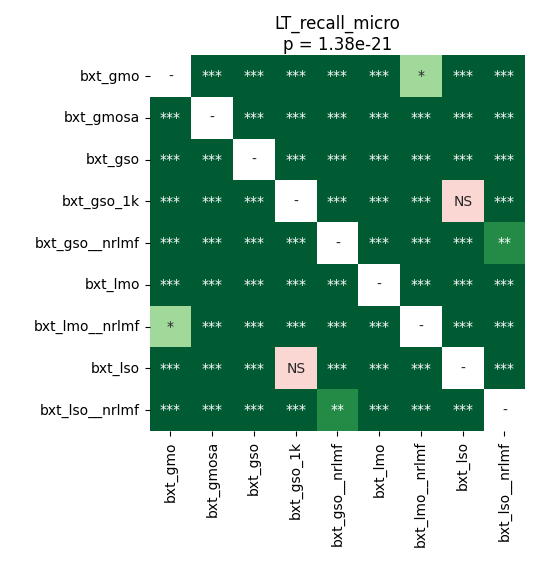 LT_recall_micro
p = 1.38e-21
bxt_gmo - *** *** *** *** *** * *** ***
bxt_gmosa *** - *** *** *** *** *** *** ***
bxt_gso *** *** - *** *** *** *** *** ***
bxt_gso_1k *** *** *** - *** *** *** NS ***
bxt_gso__nrlmf *** *** *** *** - *** *** *** **
bxt_lmo *** *** *** *** *** - *** *** ***
bxt_lmo__nrlmf * *** *** *** *** *** - *** ***
bxt_lso *** *** *** NS *** *** *** - ***
bxt_lso__nrlmf *** *** *** *** ** *** *** *** -
bxt_gmo
bxt_gmosa
bxt_gso
bxt_gso_1k
bxt_gso__nrlmf
bxt_lmo
bxt_lmo__nrlmf
bxt_lso
bxt_lso__nrlmf